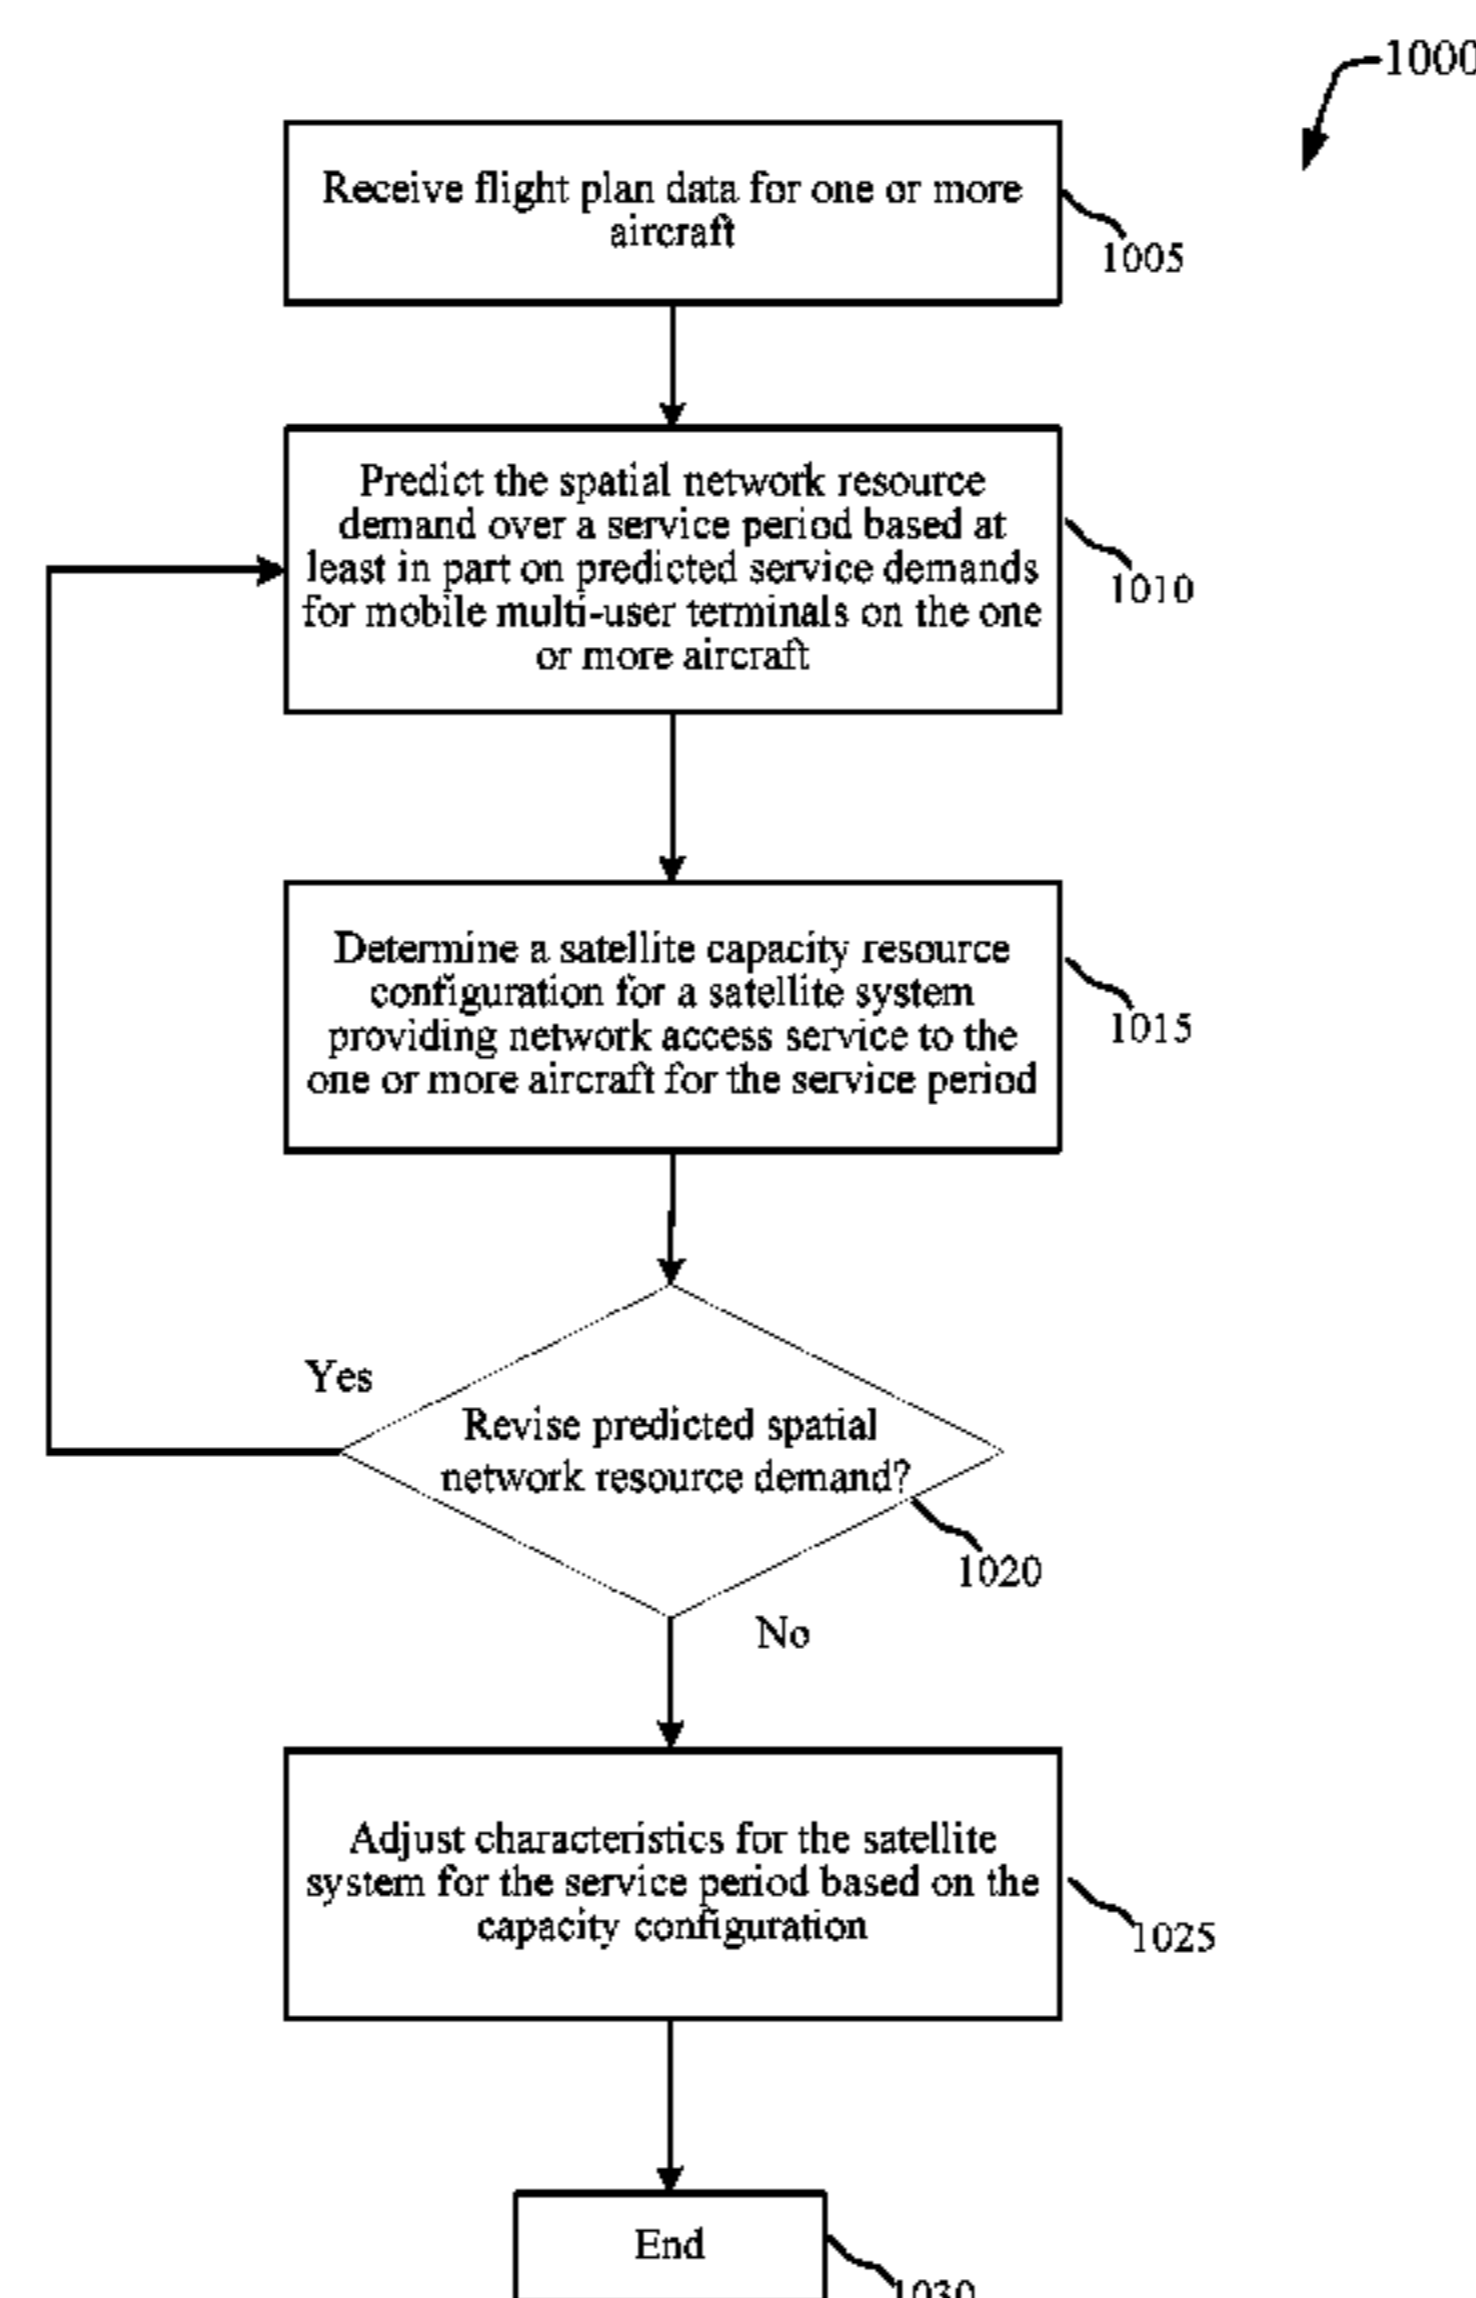 1000
Receive flight plan data for one or more
aircraft
1005
Predict the spatial network resource
demand over a service period based at
least in part on predicted service demands
for mobile multi-user terminals on the one
or more aircraft
1010
Determine a satellite capacity resource
configuration for a satellite system
providing network access service to the
one or more aircraft for the service period
1015
Yes
Revise predicted spatial
network resource demand?
1020
No
Adjust characteristics for the satellite
system for the service period based on the
capacity configuration
1025
End
1030